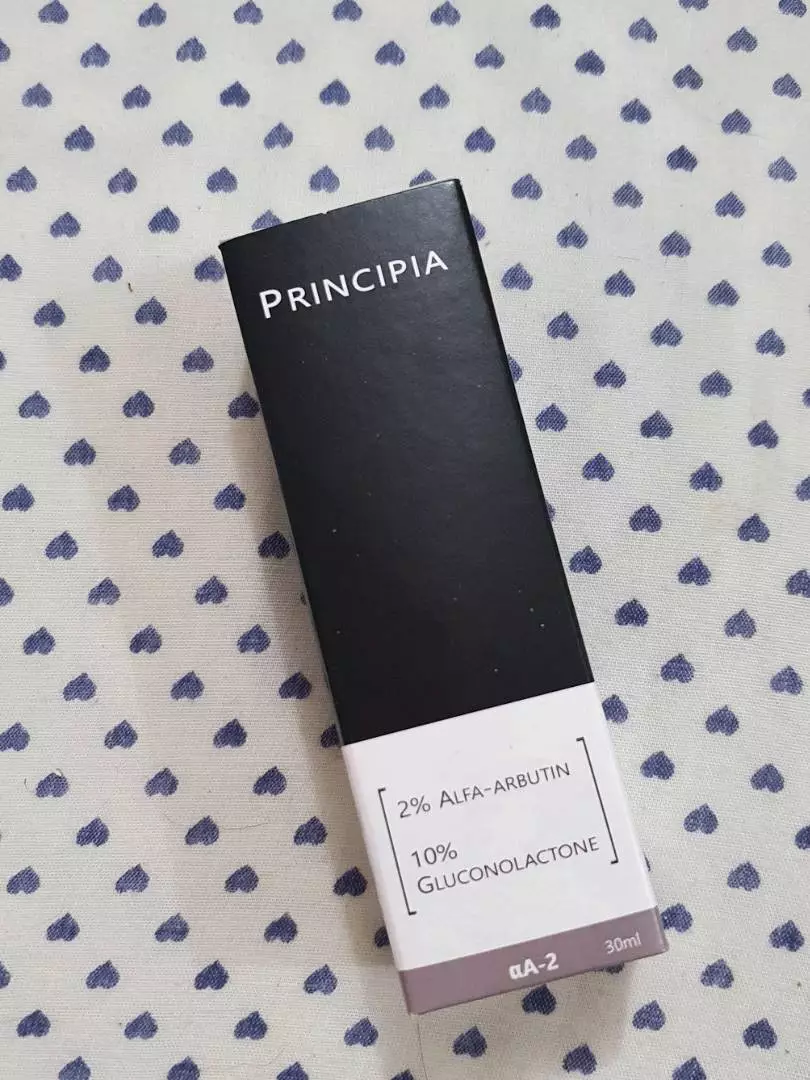 PRINCIPIA
2% ALFA-ARBUTIN
10%
GLUCONOLACTONE
αA-2
30ml